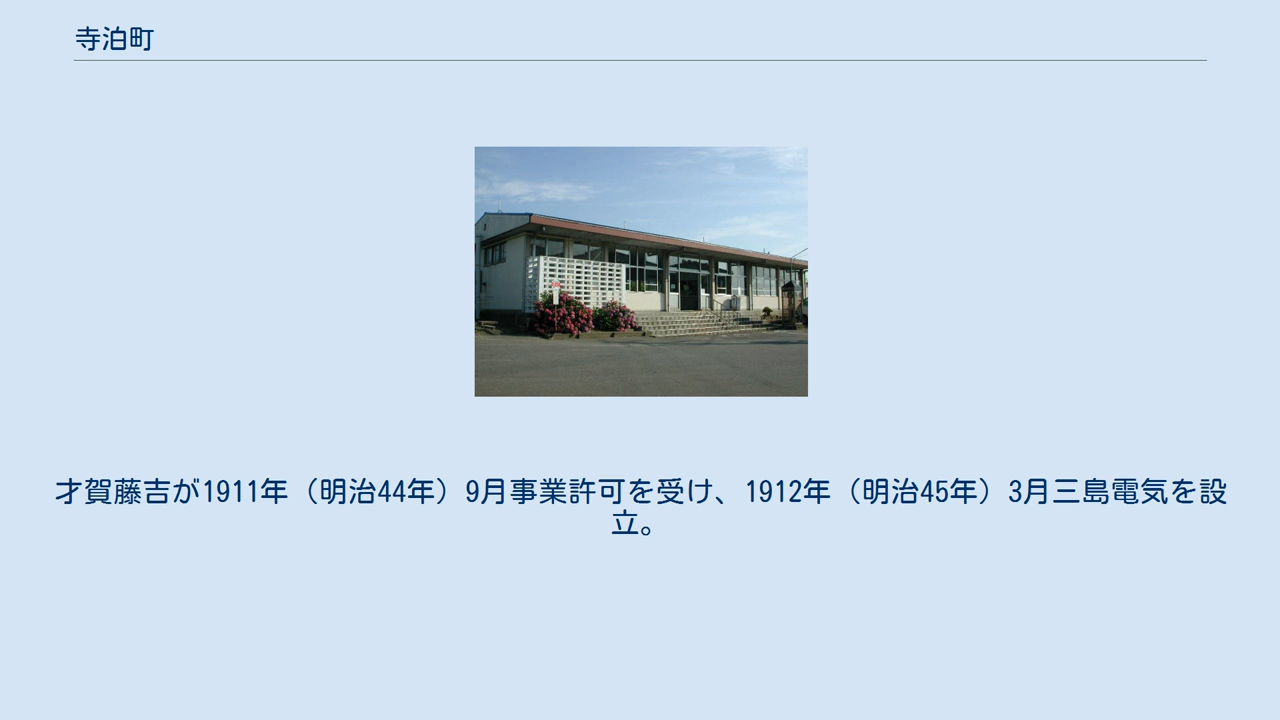 寺泊町
才賀藤吉が1911年（明治44年）9月事業許可を受け、1912年（明治45年）3月三島電気を設
立。